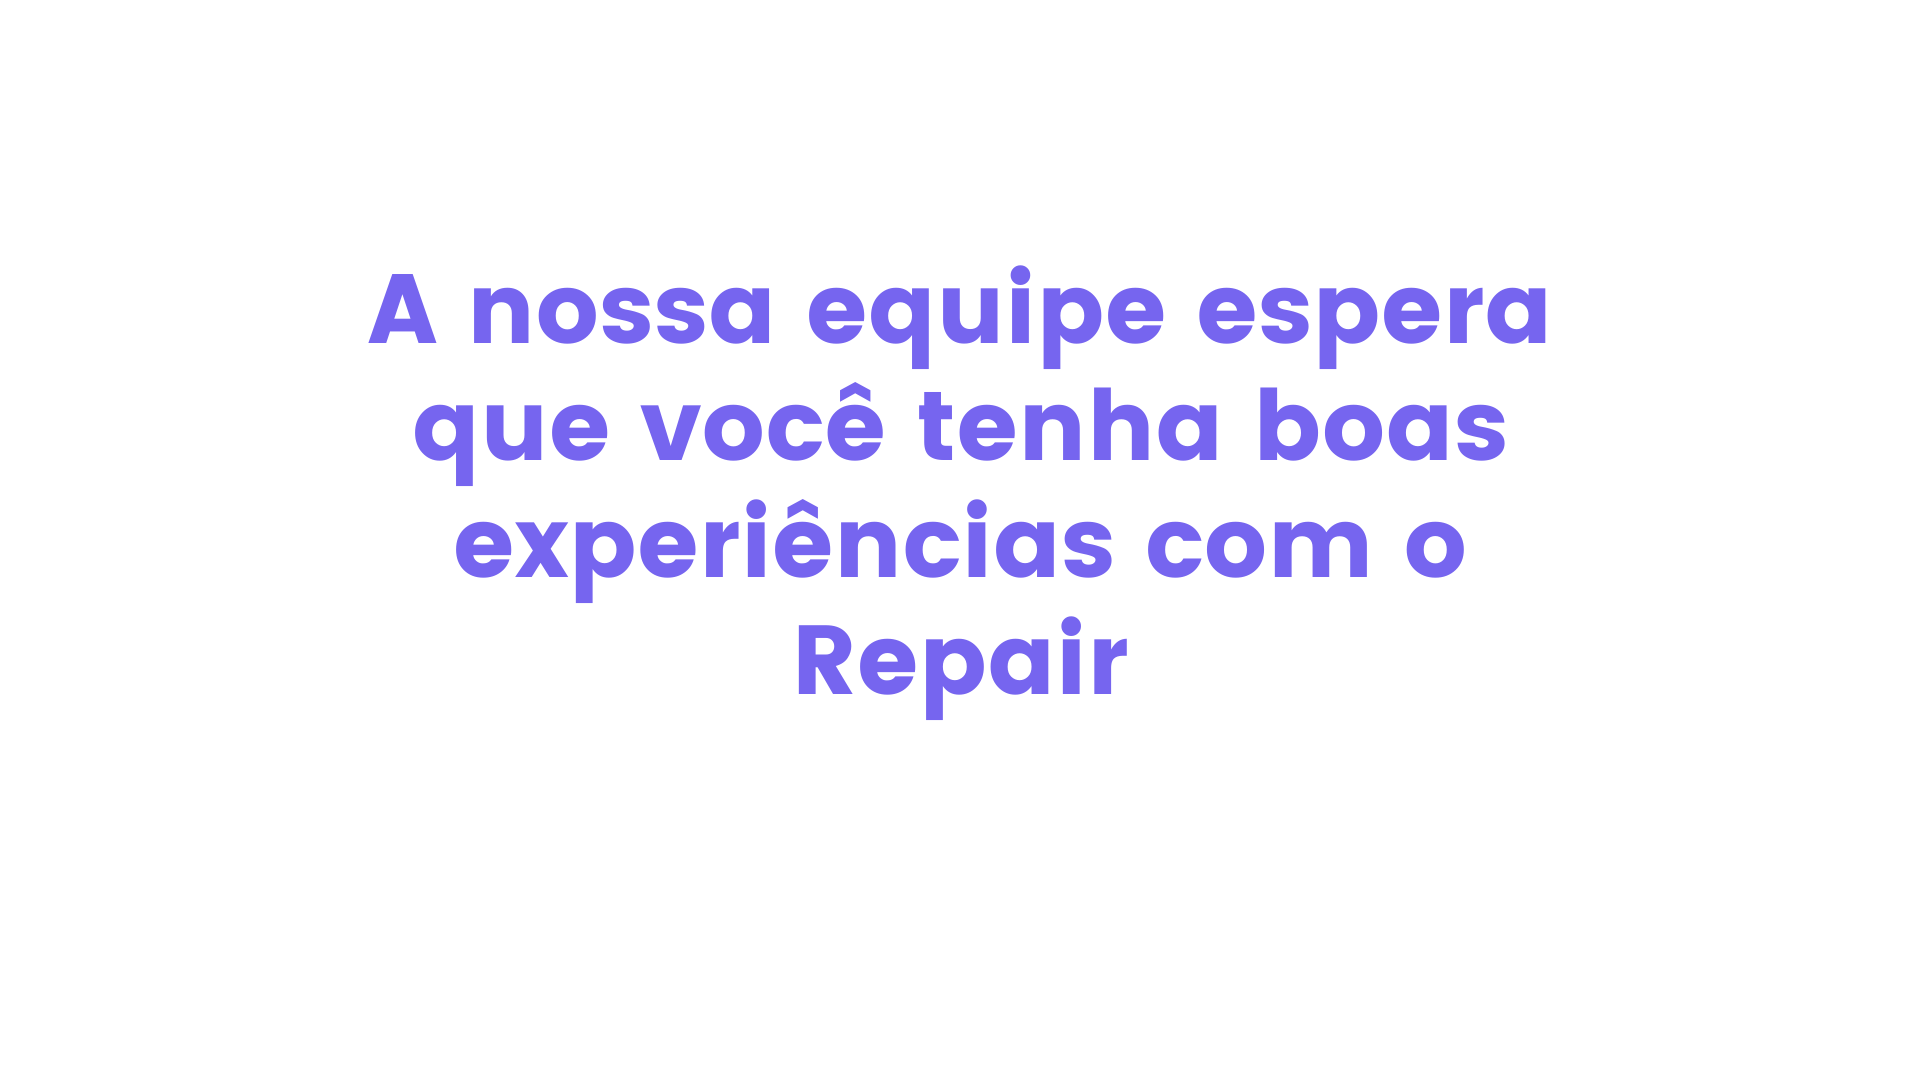 A nossa equipe espera
que você tenha boas
experiências com o
Repair